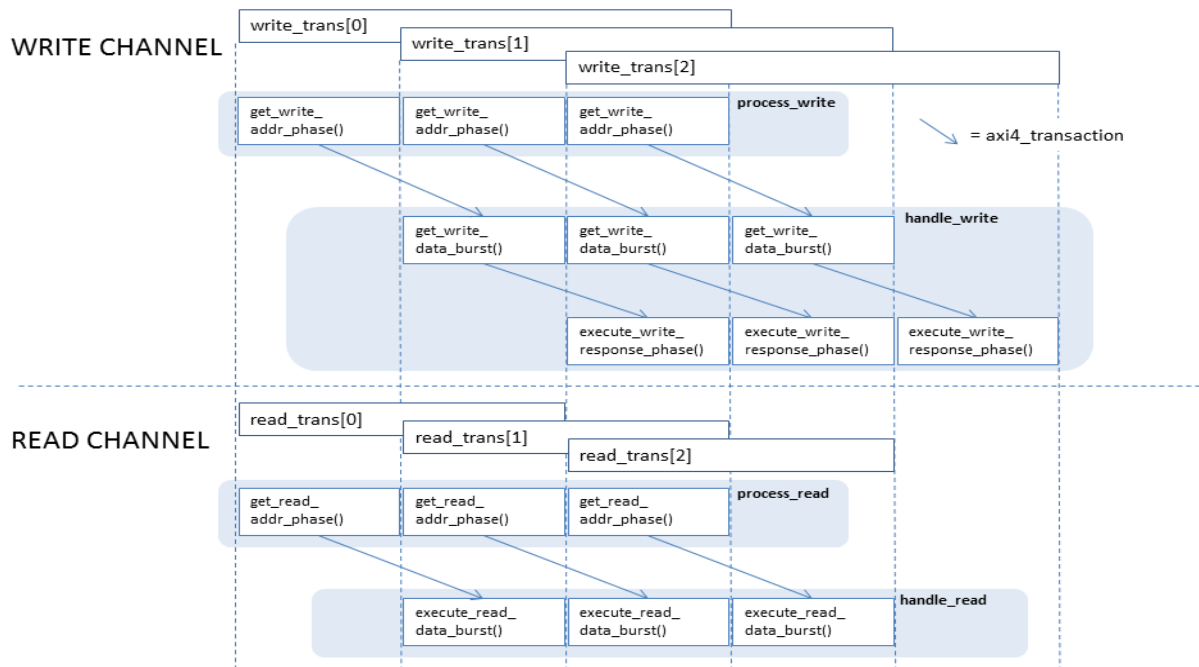 write_trans[0]
WRITE CHANNEL
write_trans[1]
write_trans[2]
process_write
get_write_
addr_phase()
get_write_
addr_phase()
get_write_
addr_phase()
= axi4_transaction
handle_write
get_write_
data_burst()
get_write_
data_burst()
get_write_
data_burst()
execute_write_
response_phase()
execute_write_
response_phase()
execute_write_
response_phase()
read_trans[0]
READ CHANNEL
read_trans[1]
read_trans[2]
process_read
get_read_
addr_phase()
get_read_
addr_phase()
get_read_
addr_phase()
handle_read
execute_read_
data_burst()
execute_read_
data_burst()
execute_read_
data_burst()